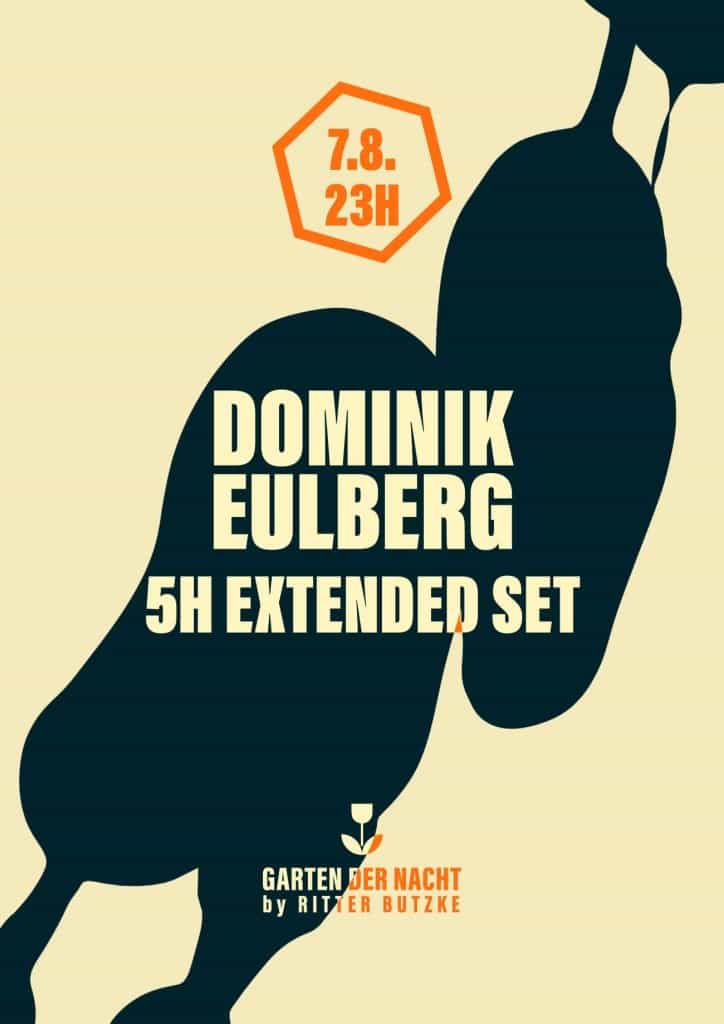 7.8.
23H
DOMINIK
EULBERG
5H EXTENDED SET
GARTEN DER NACHT
by RITTER BUTZKE